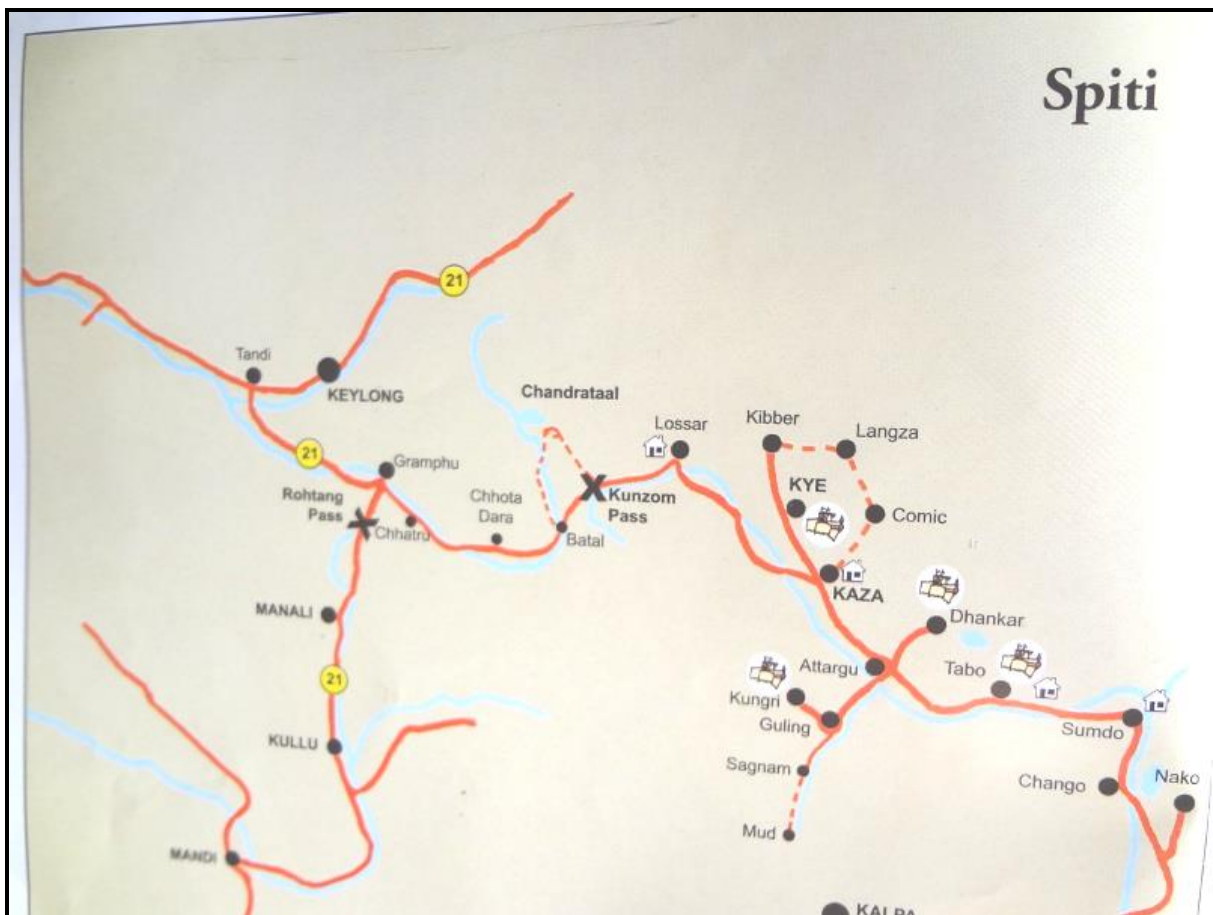 Spiti
21
Tandi
KEYLONG
Chandrataal
Lossar
Kibber
Langza
21
Gramphu
KYE
Rohtang
Pass
Chhota
Dara
Kunzom
Pass
Comic
Chhatru
Batal
KAZA
MANALI
Dhankar
Attargu
Tabo
21
Kungri
Guling
Sumdo
KULLU
Sagnam
Chango
Nako
Mud
MANDI
KALPA